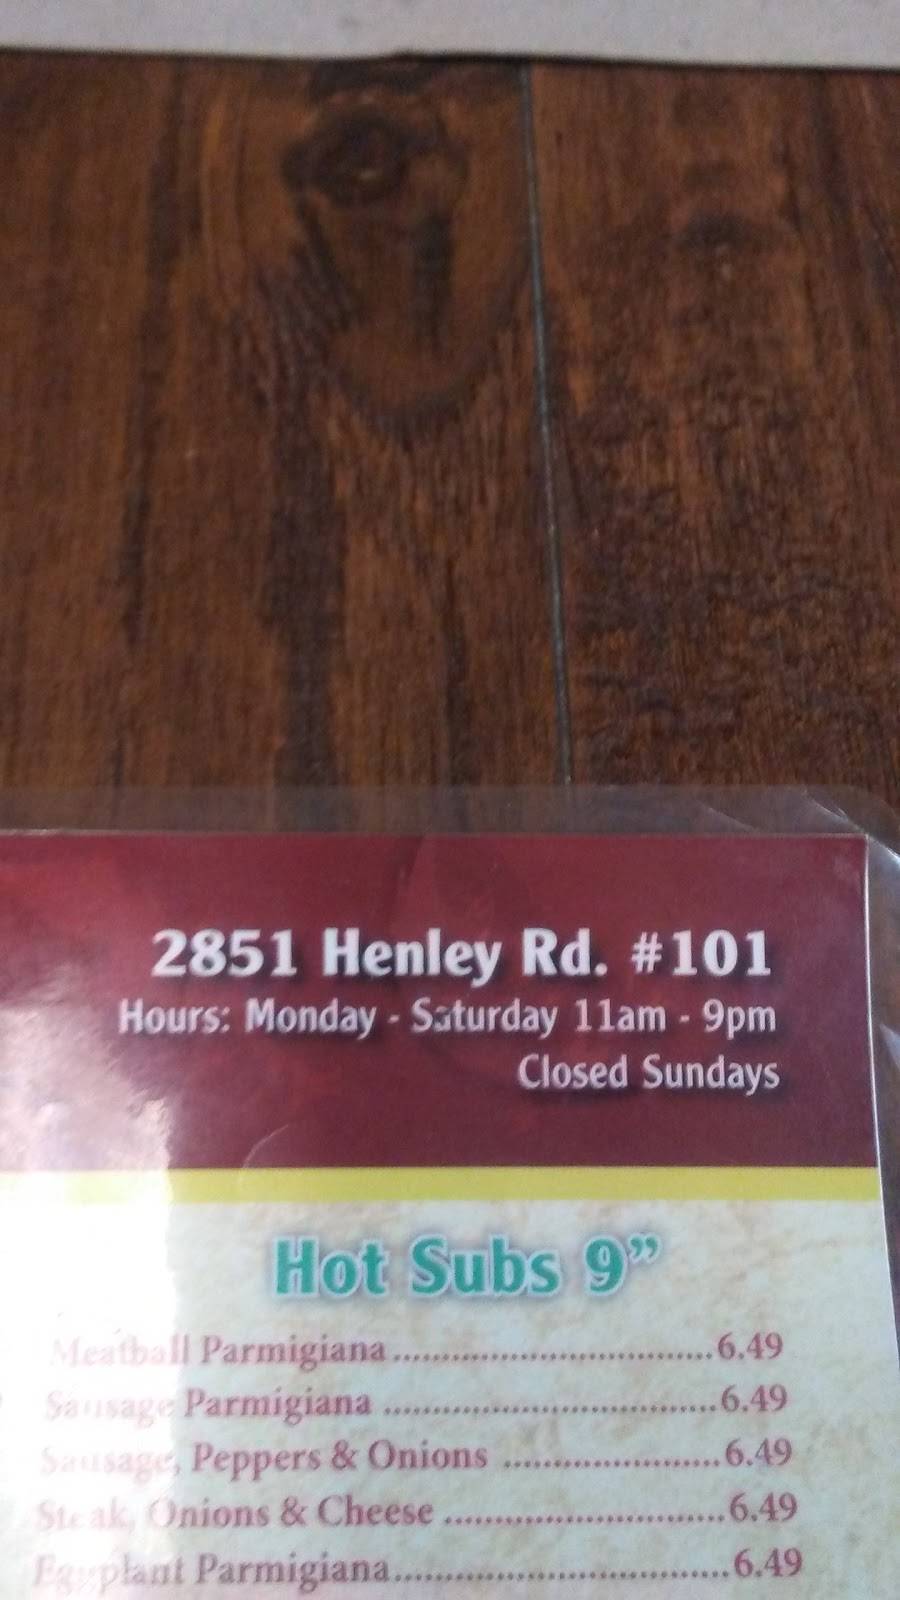 2851 Henley Rd. #101
Hours: Monday - Saturday 11am - 9pm
Closed Sundays
Hot Subs 9”
Meatball Parmigiana................................6.49
Sausage Parmigiana .................................6.49
Sausage, Peppers & Onions ......................6.49
Steak, Onions & Cheese ............................6.49
Eggplant Parmigiana.................................6.49